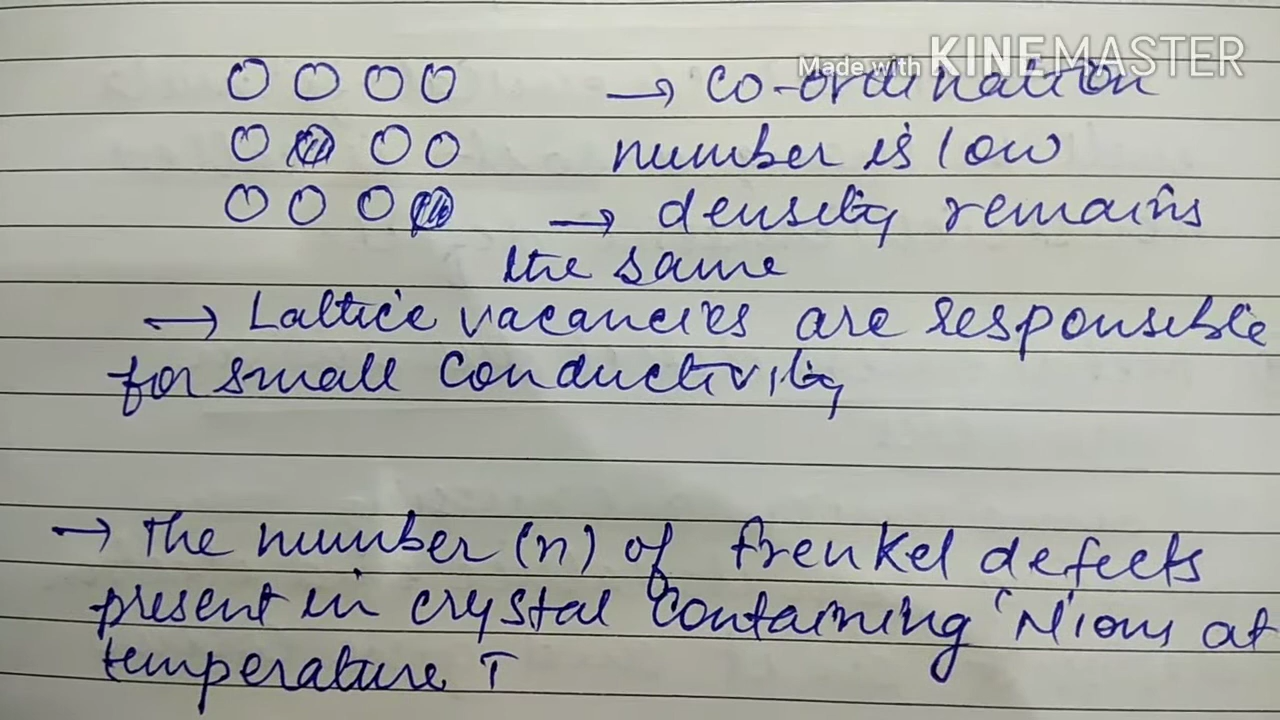 Made with KINEMASTER
→ co-ordination
number is low
→ density remains
the same
→ Lattice vacancies are responsible
for small conductivity
→ The number (n) of frenkel defects
present in crystal containing 'N' ions at
temperature T